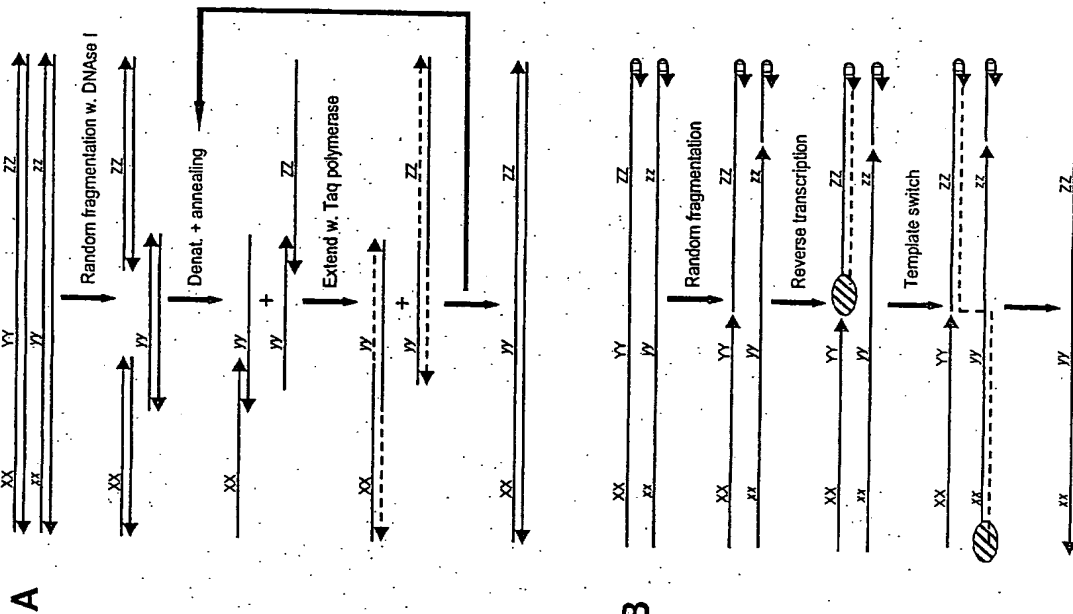 A
XX YY ZZ
xx yy zz
Random fragmentation w. DNAse I
XX ZZ
yy
Denat. + annealing
XX yy
+
yy ZZ
Extend w. Taq polymerase
XX yy
+
yy ZZ
XX yy ZZ
B
XX YY ZZ
xx yy zz
Random fragmentation
XX YY ZZ
xx yy zz
Reverse transcription
XX YY ZZ
xx yy zz
Template switch
XX YY ZZ
xx yy zz
xx yy ZZ